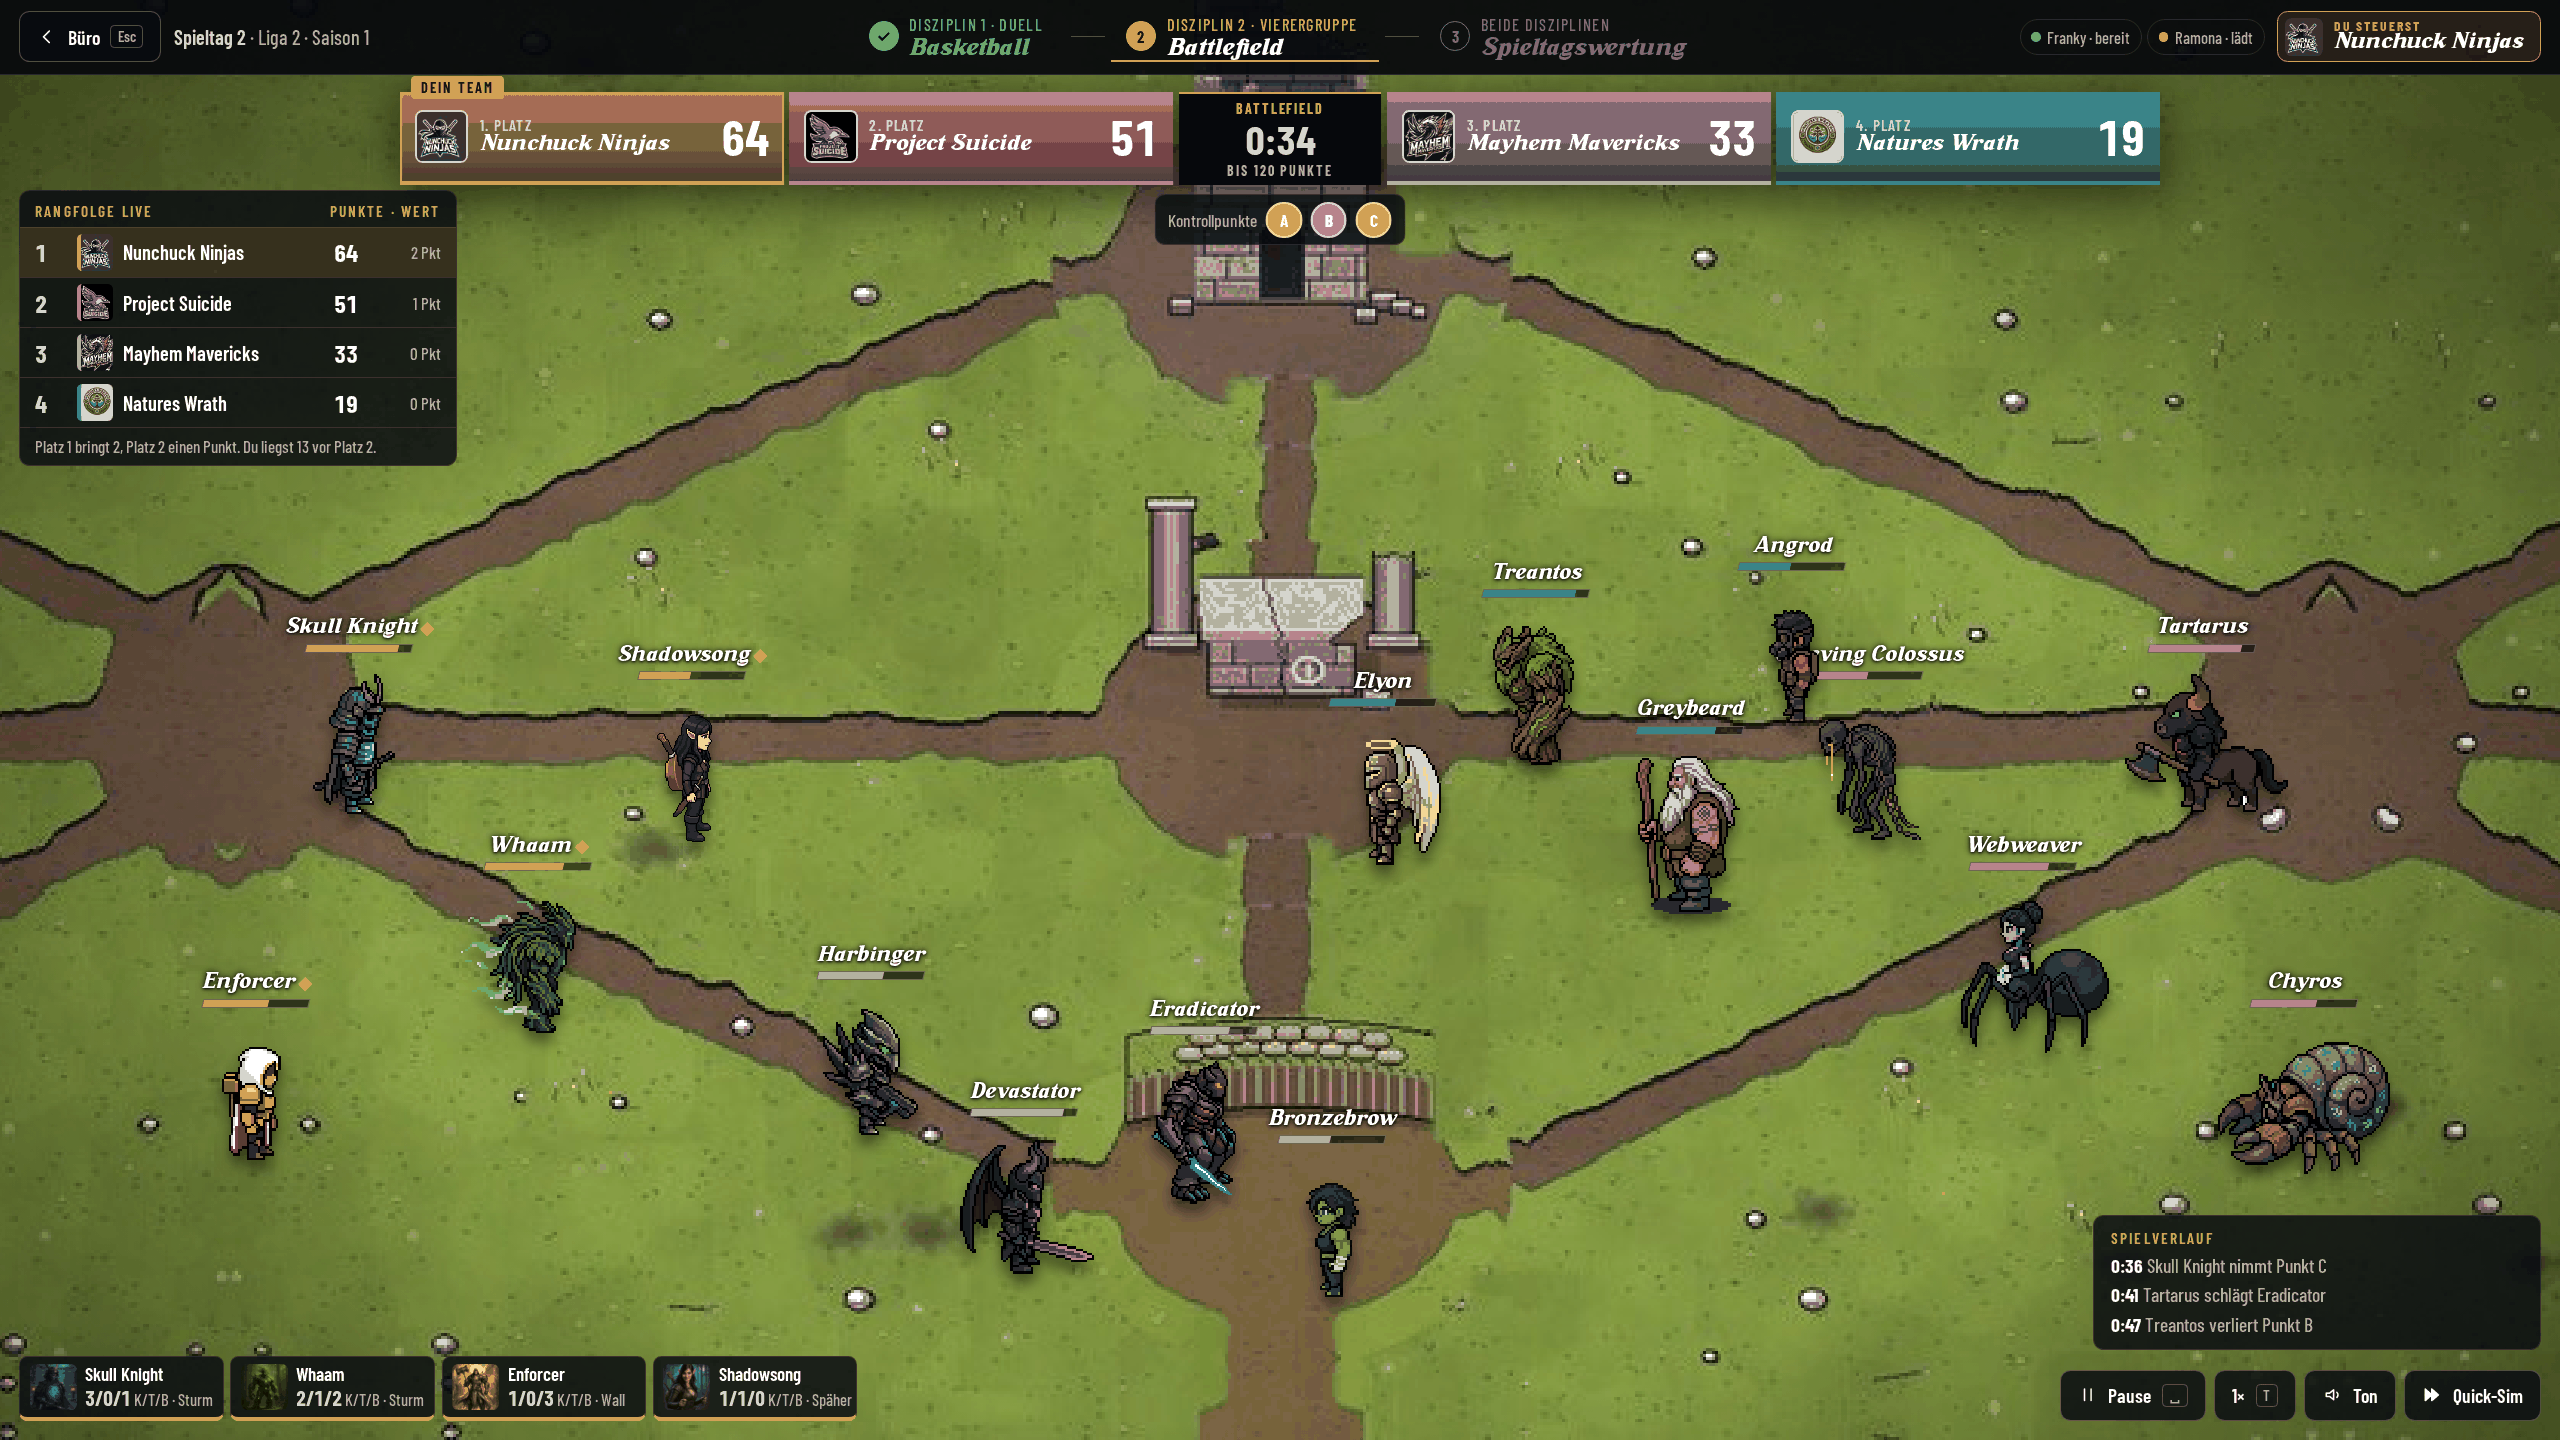 Büro Esc
Spieltag 2 · Liga 2 · Saison 1
DISZIPLIN 1 · DUELL
Basketball
2
DISZIPLIN 2 · VIERERGRUPPE
Battlefield
3
BEIDE DISZIPLINEN
Spieltagswertung
Franky · bereit
Ramona · lädt
DU STEUERST
Nunchuck Ninjas
DEIN TEAM
1. PLATZ
Nunchuck Ninjas
64
2. PLATZ
Project Suicide
51
BATTLEFIELD
0:34
BIS 120 PUNKTE
3. PLATZ
Mayhem Mavericks
33
4. PLATZ
Natures Wrath
19
Kontrollpunkte A B C
RANGFOLGE LIVE PUNKTE · WERT
1 Nunchuck Ninjas 64 2 Pkt
2 Project Suicide 51 1 Pkt
3 Mayhem Mavericks 33 0 Pkt
4 Natures Wrath 19 0 Pkt
Platz 1 bringt 2, Platz 2 einen Punkt. Du liegst 13 vor Platz 2.
Angrod
Treantos
Skull Knight
Tartarus
Shadowsong
ving Colossus
Elyon
Greybeard
Whaam
Webweaver
Harbinger
Enforcer
Chyros
Eradicator
Devastator
Bronzebrow
SPIELVERLAUF
0:36 Skull Knight nimmt Punkt C
0:41 Tartarus schlägt Eradicator
0:47 Treantos verliert Punkt B
Skull Knight
3/0/1 K/T/B · Sturm
Whaam
2/1/2 K/T/B · Sturm
Enforcer
1/0/3 K/T/B · Wall
Shadowsong
1/1/0 K/T/B · Späher
Pause
1× T
Ton
Quick-Sim